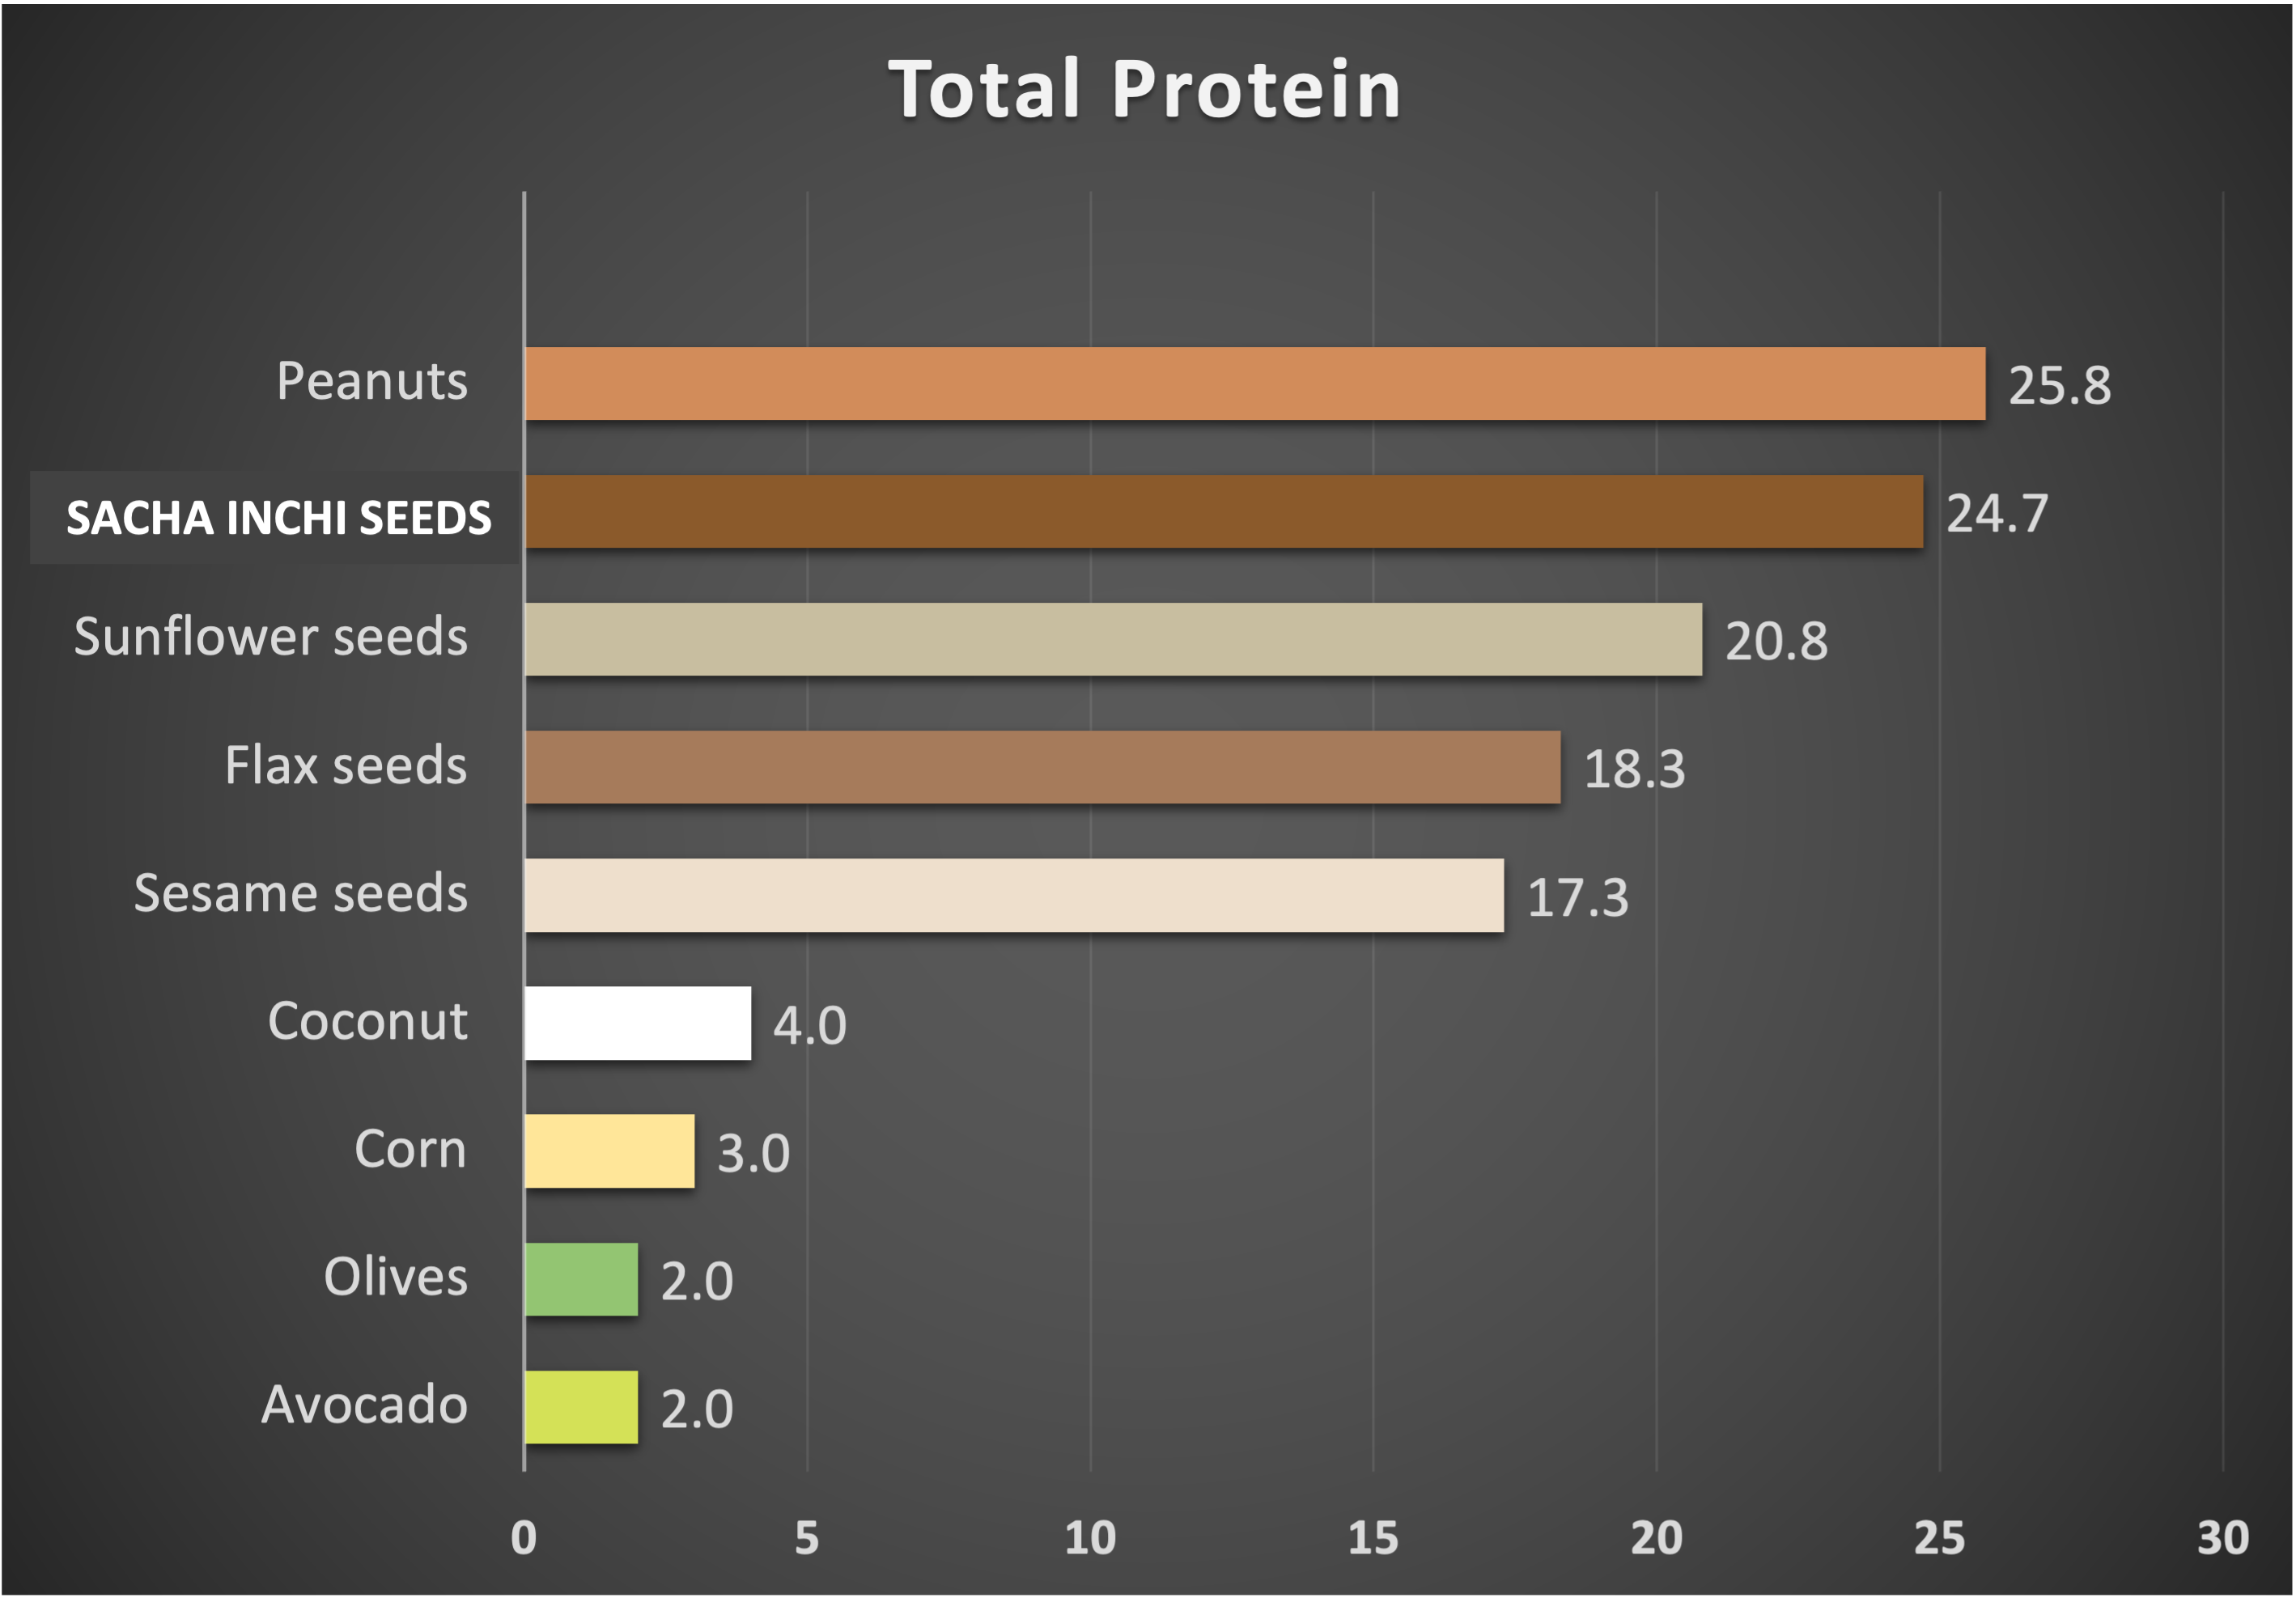 Total Protein
Peanuts 25.8
SACHA INCHI SEEDS 24.7
Sunflower seeds 20.8
Flax seeds 18.3
Sesame seeds 17.3
Coconut 4.0
Corn 3.0
Olives 2.0
Avocado 2.0
0 5 10 15 20 25 30